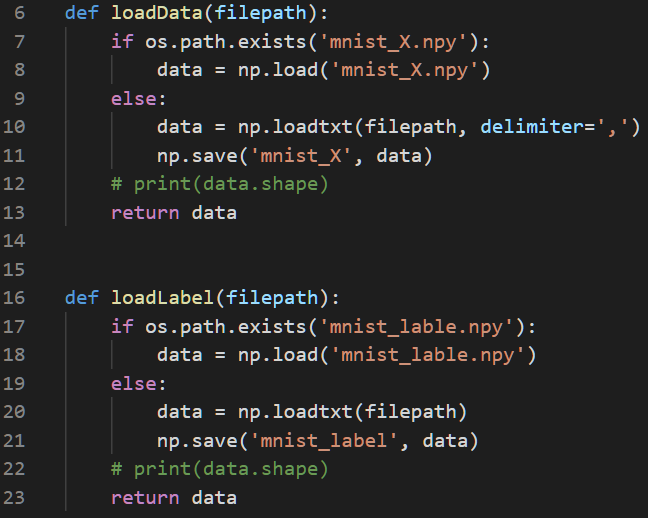 6 def loadData(filepath):
7     if os.path.exists('mnist_X.npy'):
8         data = np.load('mnist_X.npy')
9     else:
10         data = np.loadtxt(filepath, delimiter=',')
11         np.save('mnist_X', data)
12     # print(data.shape)
13     return data
14
15
16 def loadLabel(filepath):
17     if os.path.exists('mnist_lable.npy'):
18         data = np.load('mnist_lable.npy')
19     else:
20         data = np.loadtxt(filepath)
21         np.save('mnist_label', data)
22     # print(data.shape)
23     return data